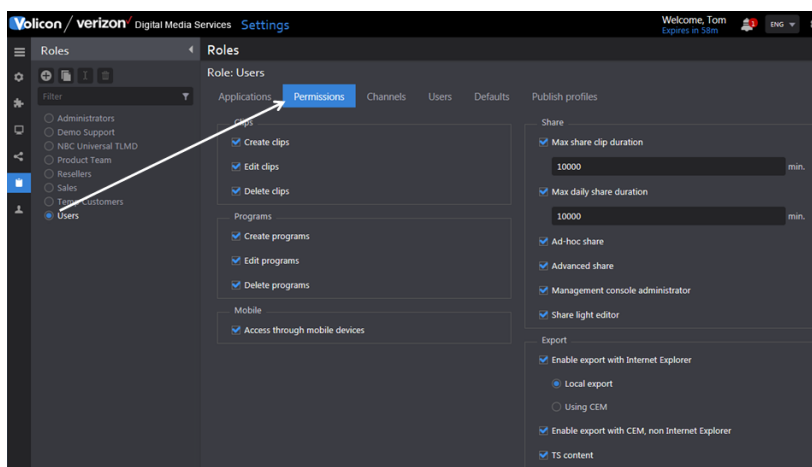 Volicon / verizon✓ Digital Media Services Settings
Welcome, Tom
Expires in 58m
ENG
Roles
Filter
Administrators
Demo Support
NBC Universal TLMD
Product Team
Resellers
Sales
Temp Customers
Users
Roles
Role: Users
Applications Permissions Channels Users Defaults Publish profiles
Clips
Create clips
Edit clips
Delete clips
Programs
Create programs
Edit programs
Delete programs
Mobile
Access through mobile devices
Share
Max share clip duration
10000 min.
Max daily share duration
10000 min.
Ad-hoc share
Advanced share
Management console administrator
Share light editor
Export
Enable export with Internet Explorer
Local export
Using CEM
Enable export with CEM, non Internet Explorer
TS content